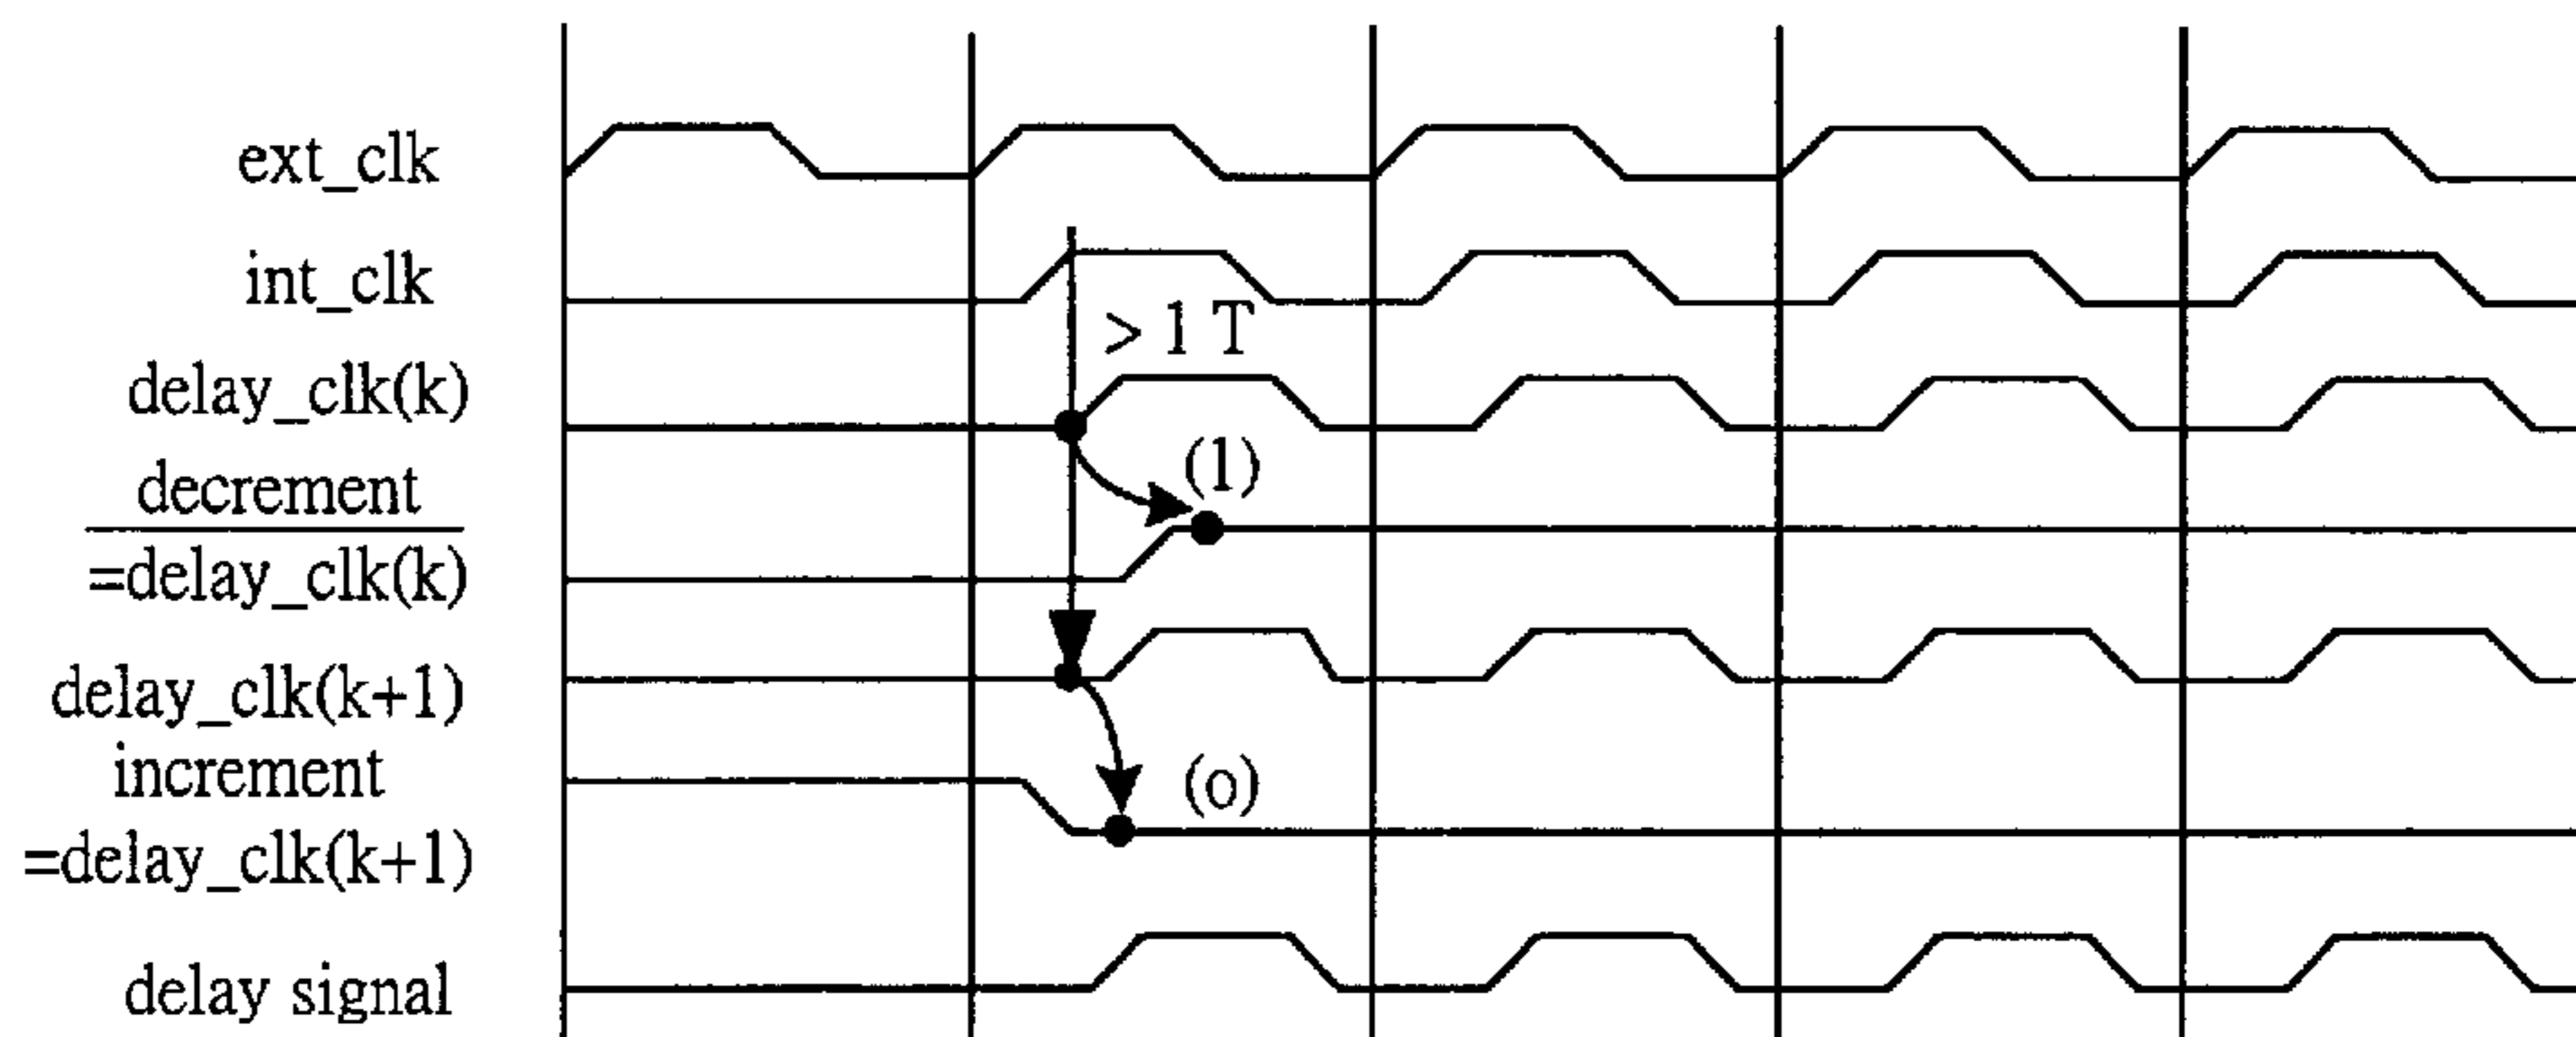 ext_clk
int_clk
> 1 T
delay_clk(k)
(1)
decrement
=delay_clk(k)
delay_clk(k+1)
increment
(o)
=delay_clk(k+1)
delay signal